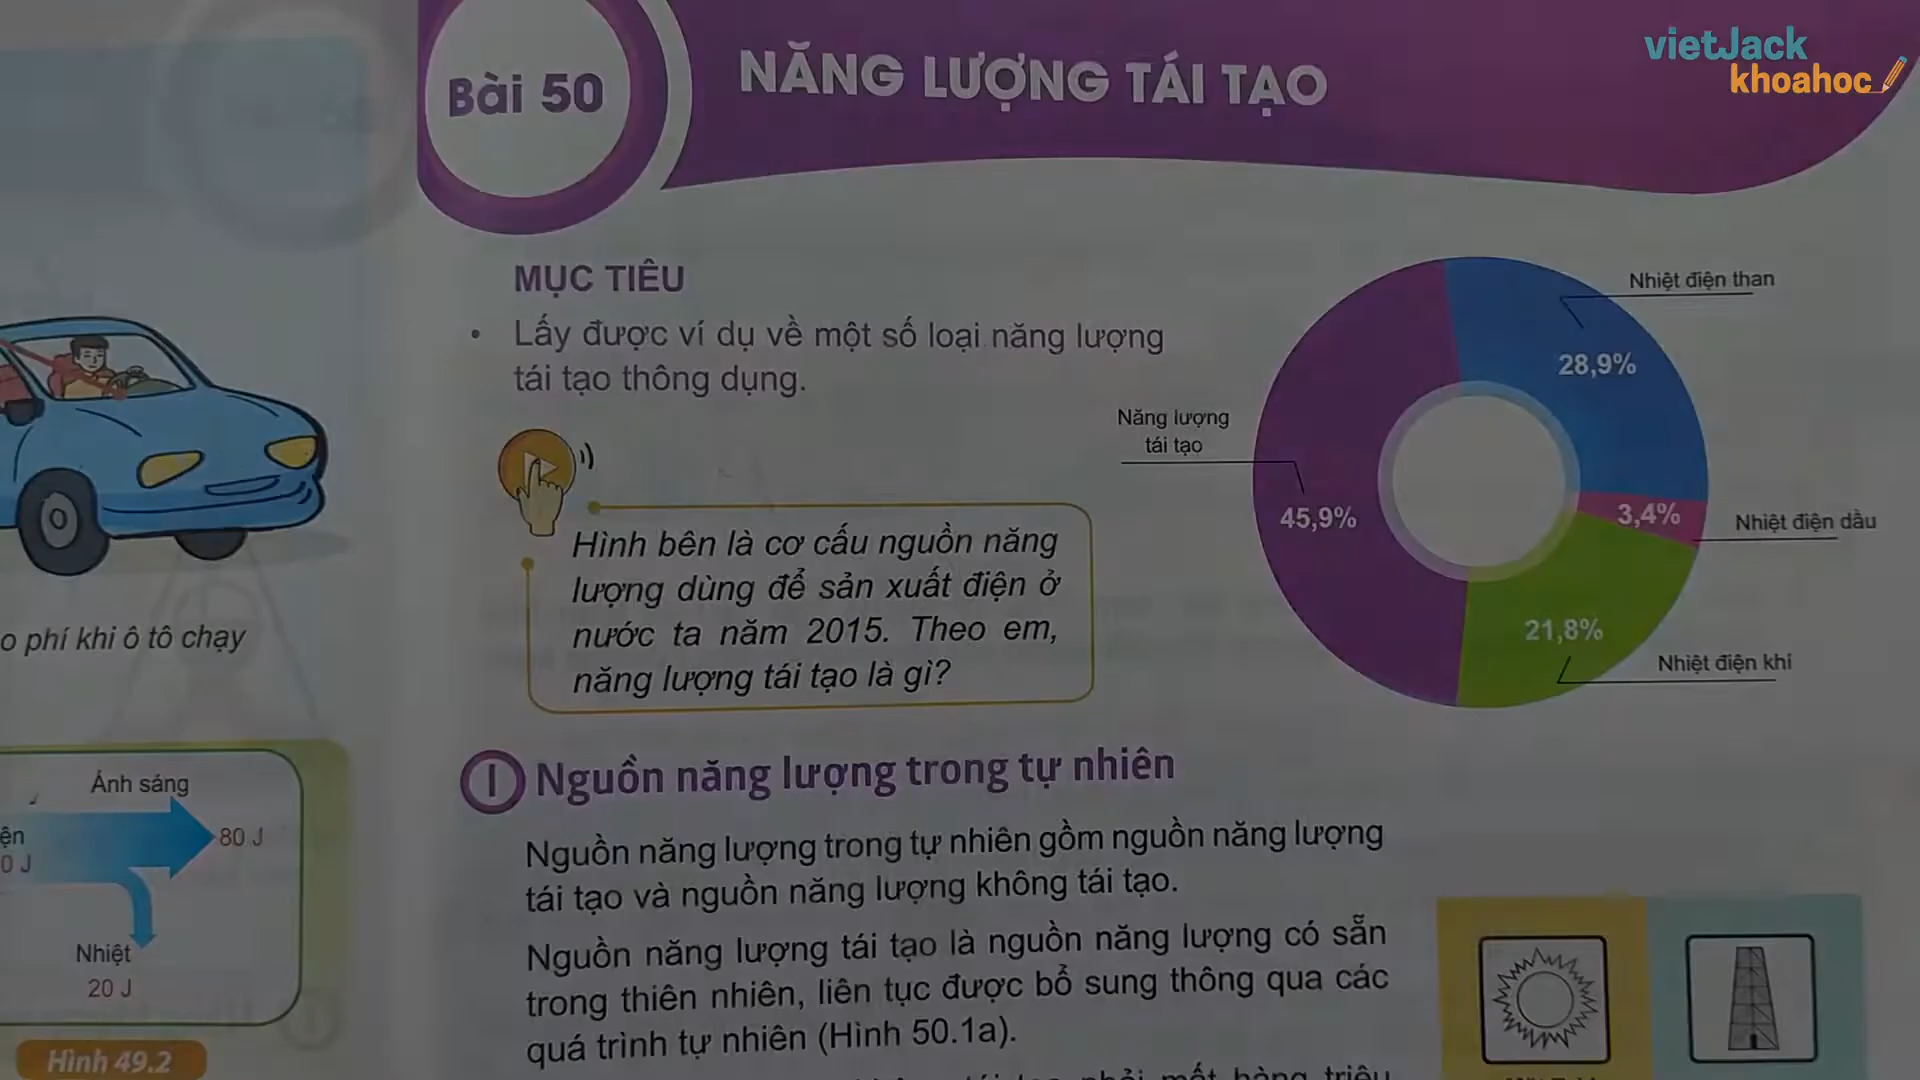 vietJack
khoahoc
Bài 50
NĂNG LƯỢNG TÁI TẠO
MỤC TIÊU
• Lấy được ví dụ về một số loại năng lượng
tái tạo thông dụng.
Hình bên là cơ cấu nguồn năng
lượng dùng để sản xuất điện ở
nước ta năm 2015. Theo em,
năng lượng tái tạo là gì?
Nhiệt điện than
28,9%
Năng lượng
tái tạo
45,9%
3,4%
Nhiệt điện dầu
21,8%
Nhiệt điện khí
I Nguồn năng lượng trong tự nhiên
Nguồn năng lượng trong tự nhiên gồm nguồn năng lượng
tái tạo và nguồn năng lượng không tái tạo.
Nguồn năng lượng tái tạo là nguồn năng lượng có sẵn
trong thiên nhiên, liên tục được bổ sung thông qua các
quá trình tự nhiên (Hình 50.1a).
phí khi ô tô chạy
Ánh sáng
80 J
Nhiệt
20 J
Hình 49.2